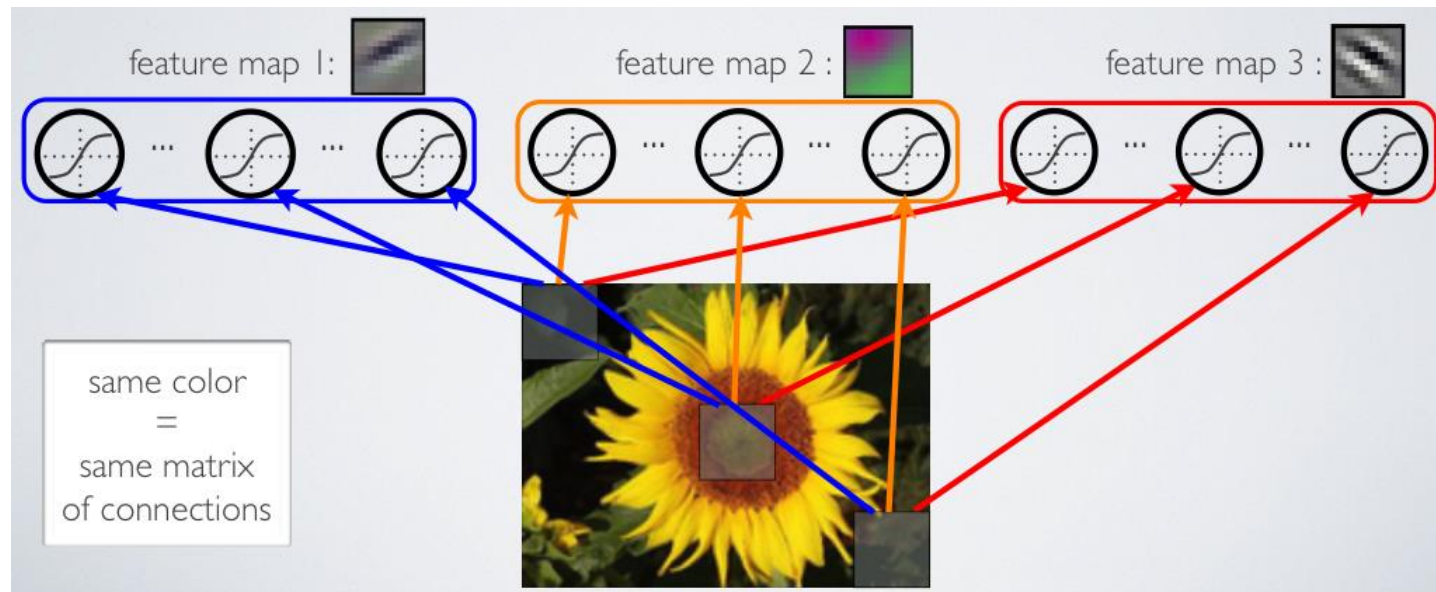 feature map 1:
feature map 2 :
feature map 3 :
... ...
... ...
... ...
same color
=
same matrix
of connections